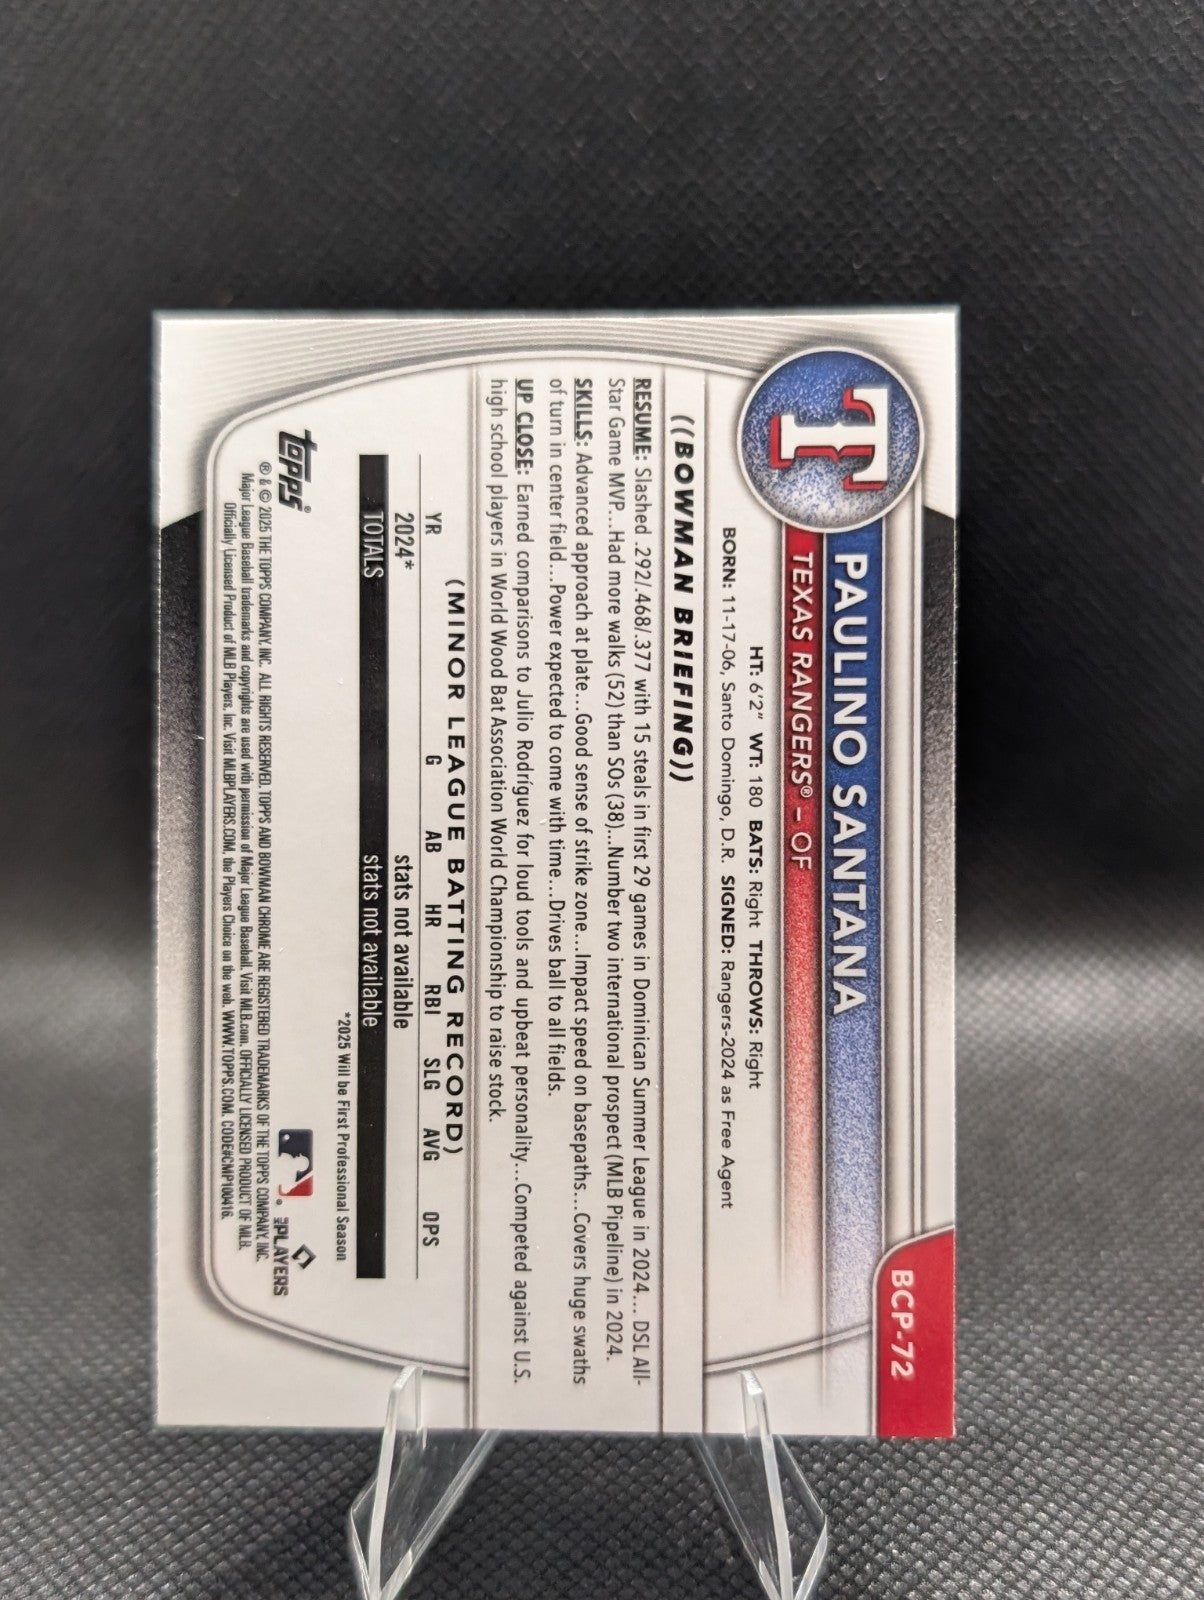 BCP-72
T
PAULINO SANTANA
TEXAS RANGERS® – OF
HT: 6'2" WT: 180 BATS: Right THROWS: Right
BORN: 11-17-06, Santo Domingo, D.R. SIGNED: Rangers-2024 as Free Agent
((BOWMAN BRIEFING))
RESUME: Slashed .292/.468/.377 with 15 steals in first 29 games in Dominican Summer League in 2024... DSL All-
Star Game MVP...Had more walks (52) than SOs (38)...Number two international prospect (MLB Pipeline) in 2024.
SKILLS: Advanced approach at plate...Good sense of strike zone...Impact speed on basepaths...Covers huge swaths
of turn in center field...Power expected to come with time...Drives ball to all fields.
UP CLOSE: Earned comparisons to Julio Rodríguez for loud tools and upbeat personality...Competed against U.S.
high school players in World Wood Bat Association World Championship to raise stock.
(MINOR LEAGUE BATTING RECORD)
YR G AB HR RBI SLG AVG OPS
2024* stats not available
TOTALS stats not available
*2025 Will be First Professional Season
topps®
MLB PLAYERS
® & © 2025 THE TOPPS COMPANY, INC. ALL RIGHTS RESERVED. TOPPS AND BOWMAN CHROME ARE REGISTERED TRADEMARKS OF THE TOPPS COMPANY, INC.
Major League Baseball trademarks and copyrights are used with permission of Major League Baseball. Visit MLB.com. OFFICIALLY LICENSED PRODUCT OF MLB.
Officially Licensed Product of MLB Players, Inc. Visit MLBPLAYERS.COM, the Players Choice on the web. WWW.TOPPS.COM. CODE#CMP100416.